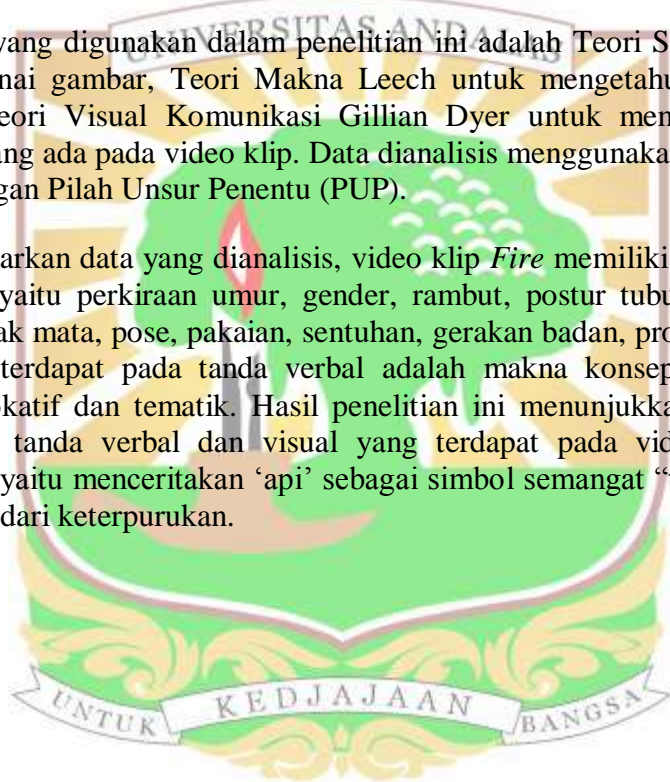 UNIVERSITAS ANDALAS
yang digunakan dalam penelitian ini adalah Teori S
nai gambar, Teori Makna Leech untuk mengetahu
eori Visual Komunikasi Gillian Dyer untuk men
ang ada pada video klip. Data dianalisis menggunaka
gan Pilah Unsur Penentu (PUP).
arkan data yang dianalisis, video klip Fire memiliki
yaitu perkiraan umur, gender, rambut, postur tubu
ak mata, pose, pakaian, sentuhan, gerakan badan, pro
terdapat pada tanda verbal adalah makna konsep
okatif dan tematik. Hasil penelitian ini menunjukka
tanda verbal dan visual yang terdapat pada vid
yaitu menceritakan ‘api’ sebagai simbol semangat “
dari keterpurukan.
UNTUK KEDJAJAAN BANGSA